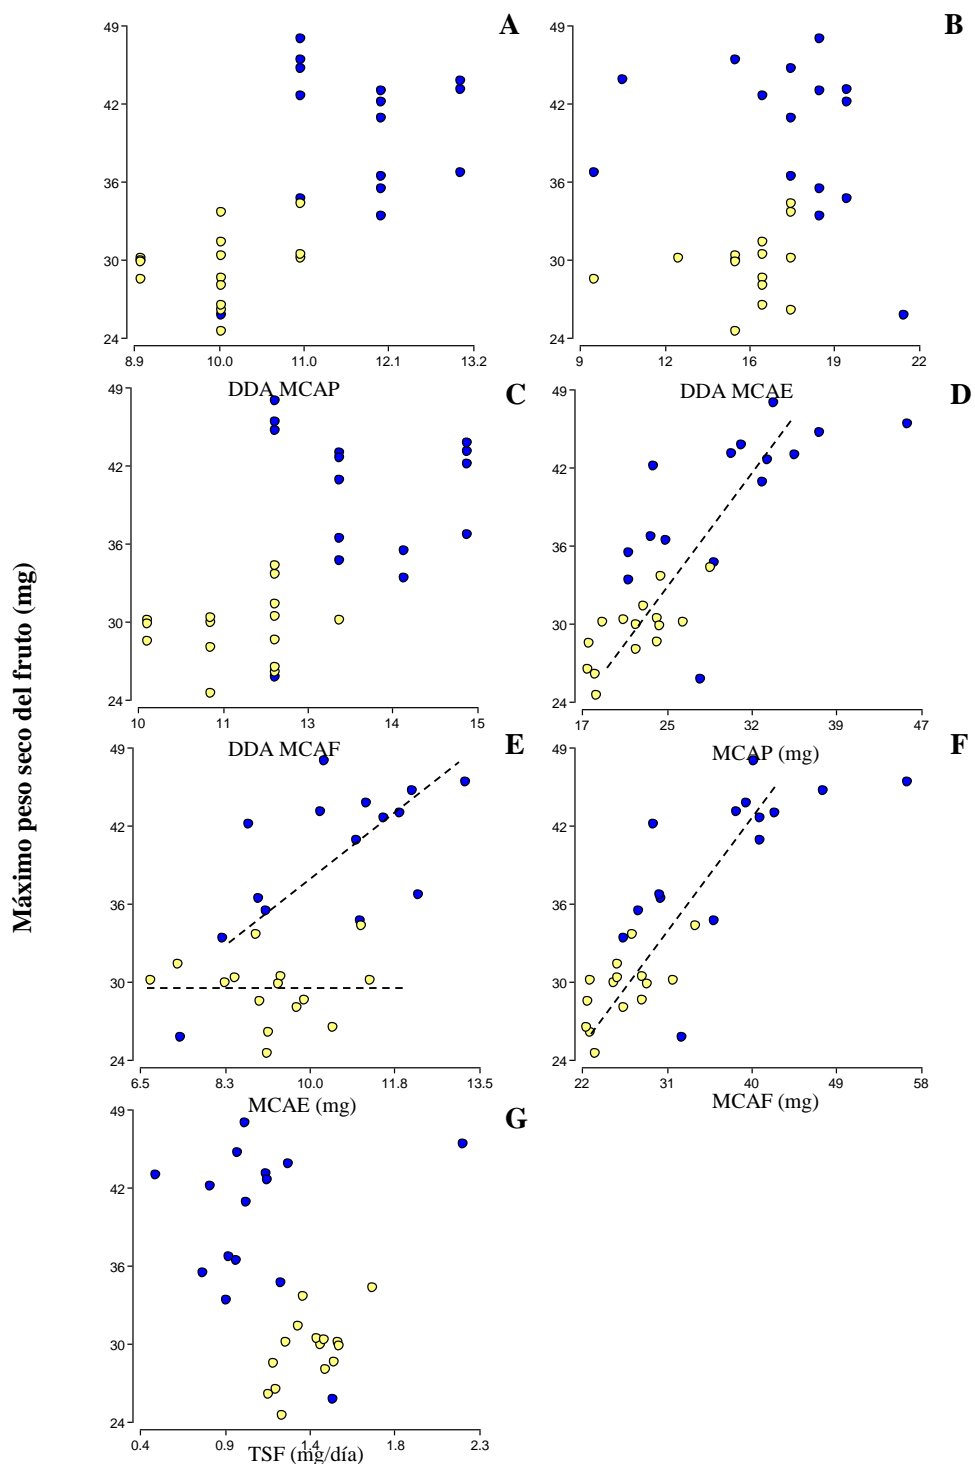 Máximo peso seco del fruto (mg)
A
49
42
36
30
24
8.9 10.0 11.0 12.1 13.2
DDA MCAP
B
49
42
36
30
24
9 12 16 19 22
DDA MCAE
C
49
42
36
30
24
10 11 13 14 15
DDA MCAF
D
49
42
36
30
24
17 25 32 39 47
MCAP (mg)
E
49
42
36
30
24
6.5 8.3 10.0 11.8 13.5
MCAE (mg)
F
49
42
36
30
24
22 31 40 49 58
MCAF (mg)
G
49
42
36
30
24
0.4 0.9 1.4 1.8 2.3
TSF (mg/día)